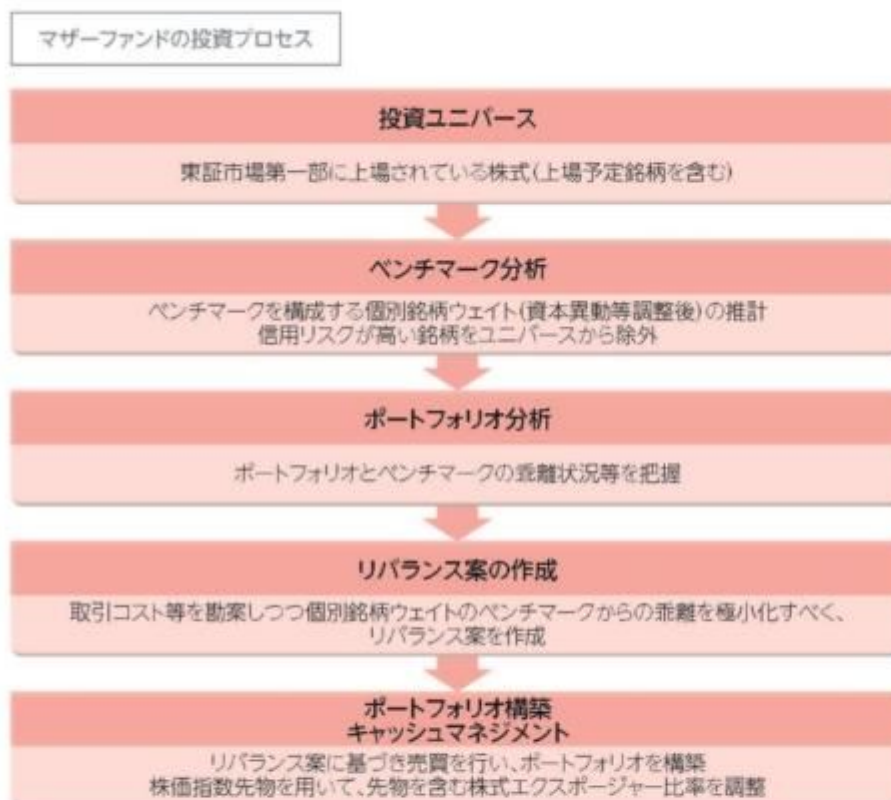 マザーファンドの投資プロセス
投資ユニバース
東証市場第一部に上場されている株式(上場予定銘柄を含む)
ベンチマーク分析
ベンチマークを構成する個別銘柄ウェイト(資本異動等調整後)の推計
信用リスクが高い銘柄をユニバースから除外
ポートフォリオ分析
ポートフォリオとベンチマークの乖離状況等を把握
リバランス案の作成
取引コスト等を勘案しつつ個別銘柄ウェイトのベンチマークからの乖離を極小化すべく、
リバランス案を作成
ポートフォリオ構築
キャッシュマネジメント
リバランス案に基づき売買を行い、ポートフォリオを構築
株価指数先物を用いて、先物を含む株式エクスポージャー比率を調整